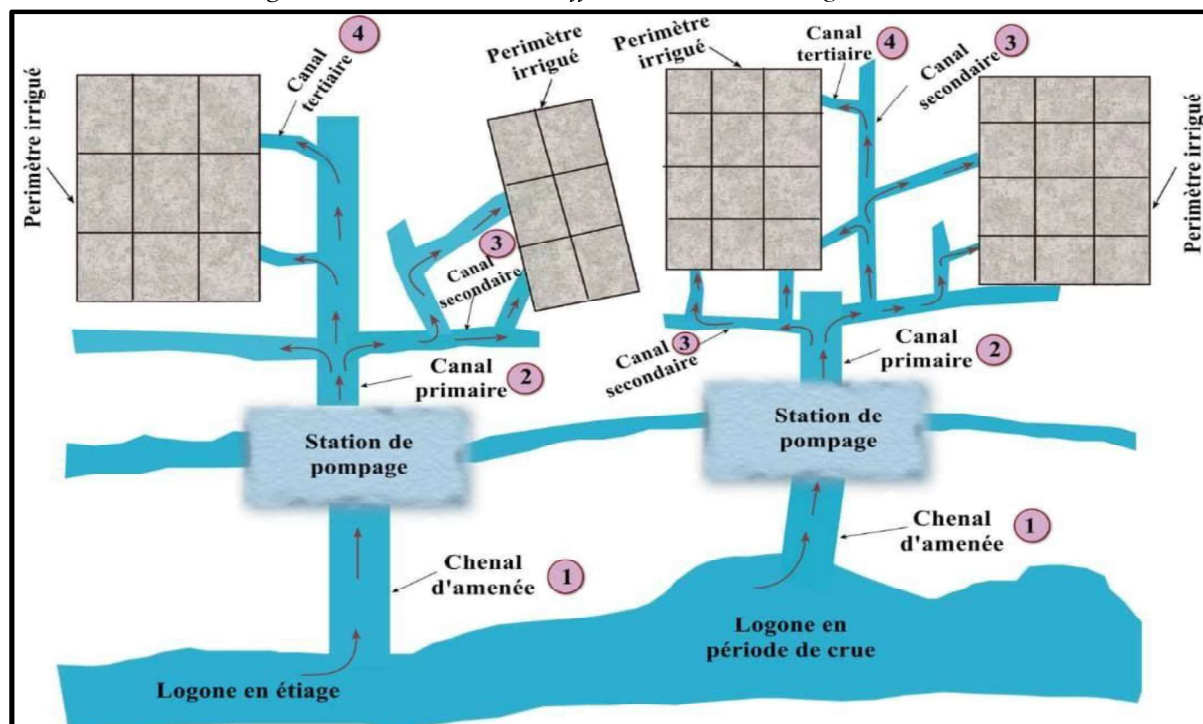 4
Canal
tertiaire
Perimètre
irrigué
Perimètre irrigué
3
Canal
secondaire
Canal
primaire
2
Station de
pompage
Chenal
d'amenée
1
Logone en étiage
Perimètre
irrigué
Canal
tertiaire
4
Canal
secondaire
3
Perimètre irrigué
Canal
secondaire
3
Canal
primaire
2
Station de
pompage
Chenal
d'amenée
1
Logone en
période de crue